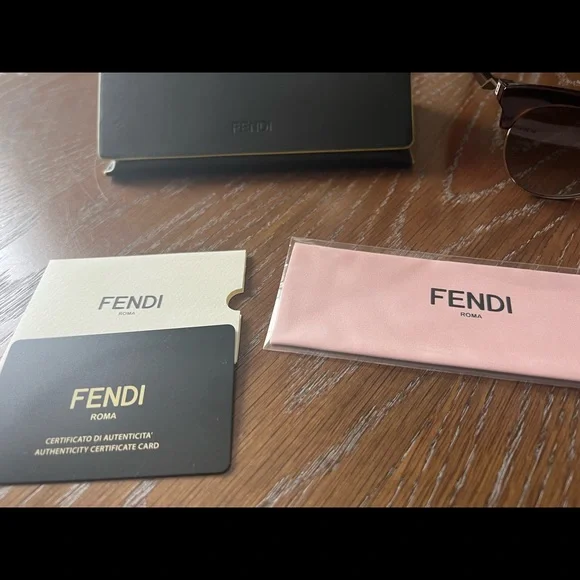 FENDI
FENDI
ROMA
FENDI
ROMA
FENDI
ROMA
CERTIFICATO DI AUTENTICITA'
AUTHENTICITY CERTIFICATE CARD